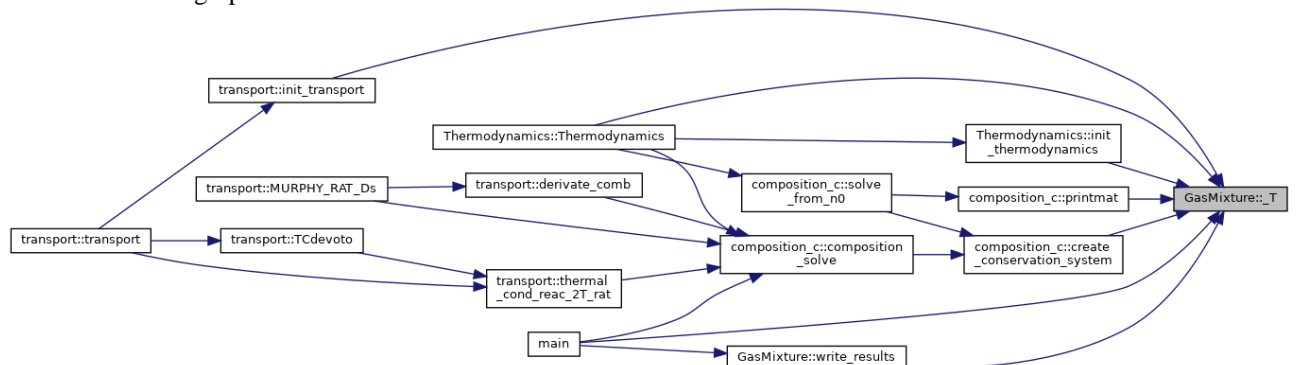 transport::init_transport
Thermodynamics::Thermodynamics
Thermodynamics::init
_thermodynamics
transport::MURPHY_RAT_Ds
transport::derivate_comb
composition_c::solve
_from_n0
composition_c::printmat
GasMixture::_T
transport::transport
transport::TCdevoto
composition_c::composition
_solve
composition_c::create
_conservation_system
transport::thermal
_cond_reac_2T_rat
main
GasMixture::write_results